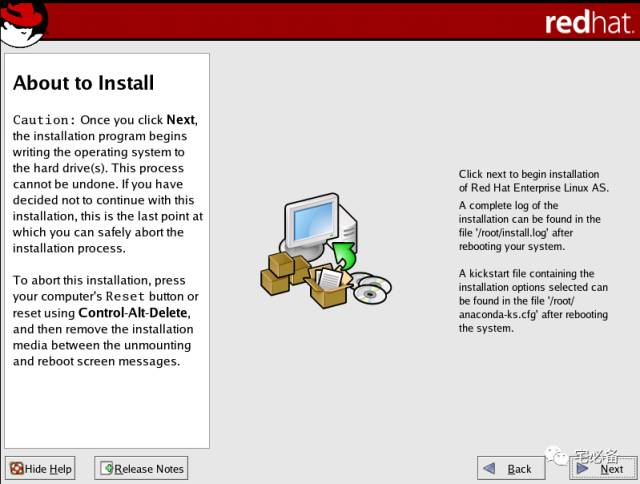 redhat.
About to Install
Caution: Once you click Next,
the installation program begins
writing the operating system to
the hard drive(s). This process
cannot be undone. If you have
decided not to continue with this
installation, this is the last point at
which you can safely abort the
installation process.
To abort this installation, press
your computer's Reset button or
reset using Control-Alt-Delete,
and then remove the installation
media between the unmounting
and reboot screen messages.
Click next to begin installation
of Red Hat Enterprise Linux AS.
A complete log of the
installation can be found in the
file '/root/install.log' after
rebooting your system.
A kickstart file containing the
installation options selected can
be found in the file '/root/
anaconda-ks.cfg' after rebooting
the system.
Hide Help
Release Notes
Back
Next
宅必备